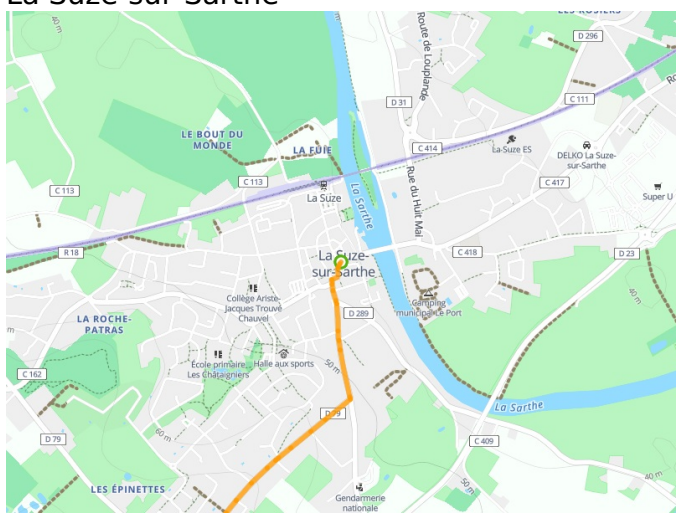 La Suze-sur-Sarthe
LES ROSIERS
40 m
D 296
Route de Louplande
C 111
D 31
LE BOUT DU
MONDE
LA FUIE
C 414
La-Suze ES
DELKO La Suze-
sur-Sarthe
C 113
C 113
La Suze
La Sarthe
Rue du Huit Mai
C 417
Super U
R 18
La Suze-
sur-Sarthe
C 418
D 23
Collège Ariste-
Jacques Trouvé
Chauvel
Camping
municipal Le Port
D 289
LA ROCHE-
PATRAS
École primaire
Les Châtaigniers
Halle aux sports
50 m
C 162
D 79
La Sarthe
D 79
60 m
C 409
40 m
50 m
LES ÉPINETTES
Gendarmerie
nationale